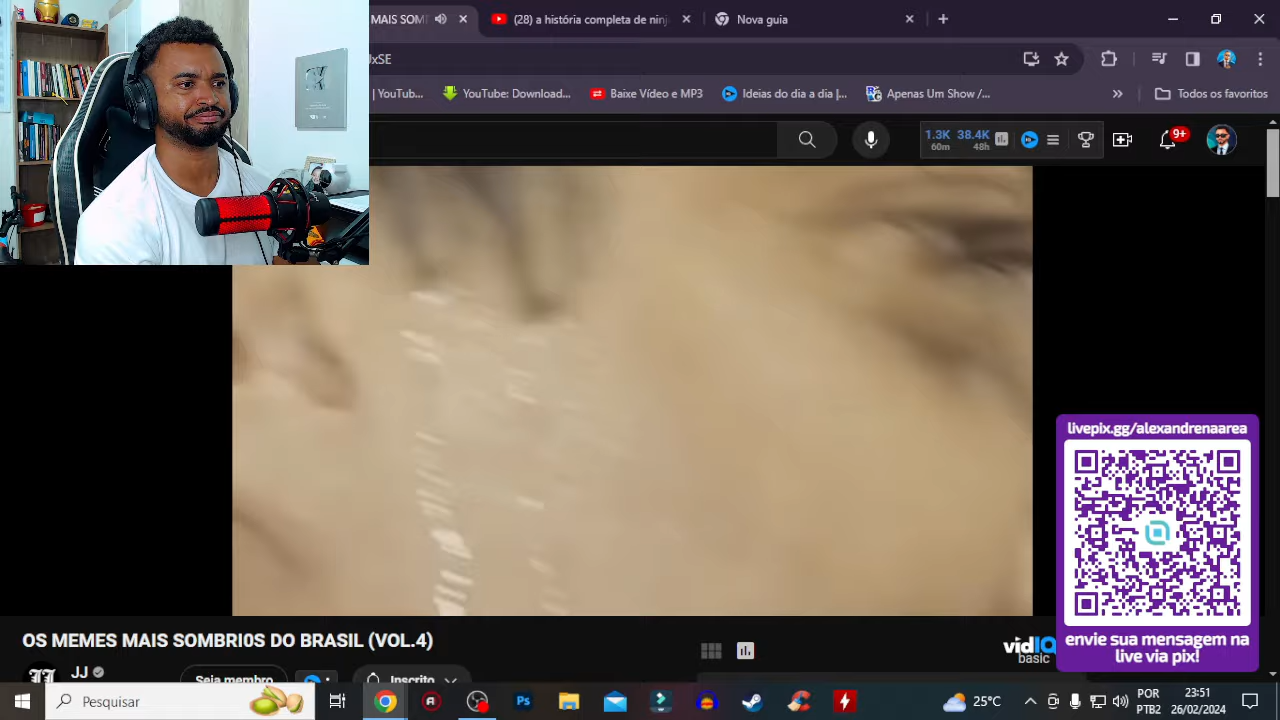 MAIS SOM
(28) a história completa de ninj
Nova guia
JxSE
| YouTub...
YouTube: Download...
Baixe Vídeo e MP3
Ideias do dia a dia |...
Apenas Um Show /...
»
Todos os favoritos
1.3K 38.4K
60m 48h
9+
livepix.gg/alexandrenaarea
envie sua mensagem na
live via pix!
OS MEMES MAIS SOMBRI0S DO BRASIL (VOL.4)
vidIQ
basic
JJ
Seja membro
Inscrito
Pesquisar
Ps
25°C
POR
PTB2
23:51
26/02/2024